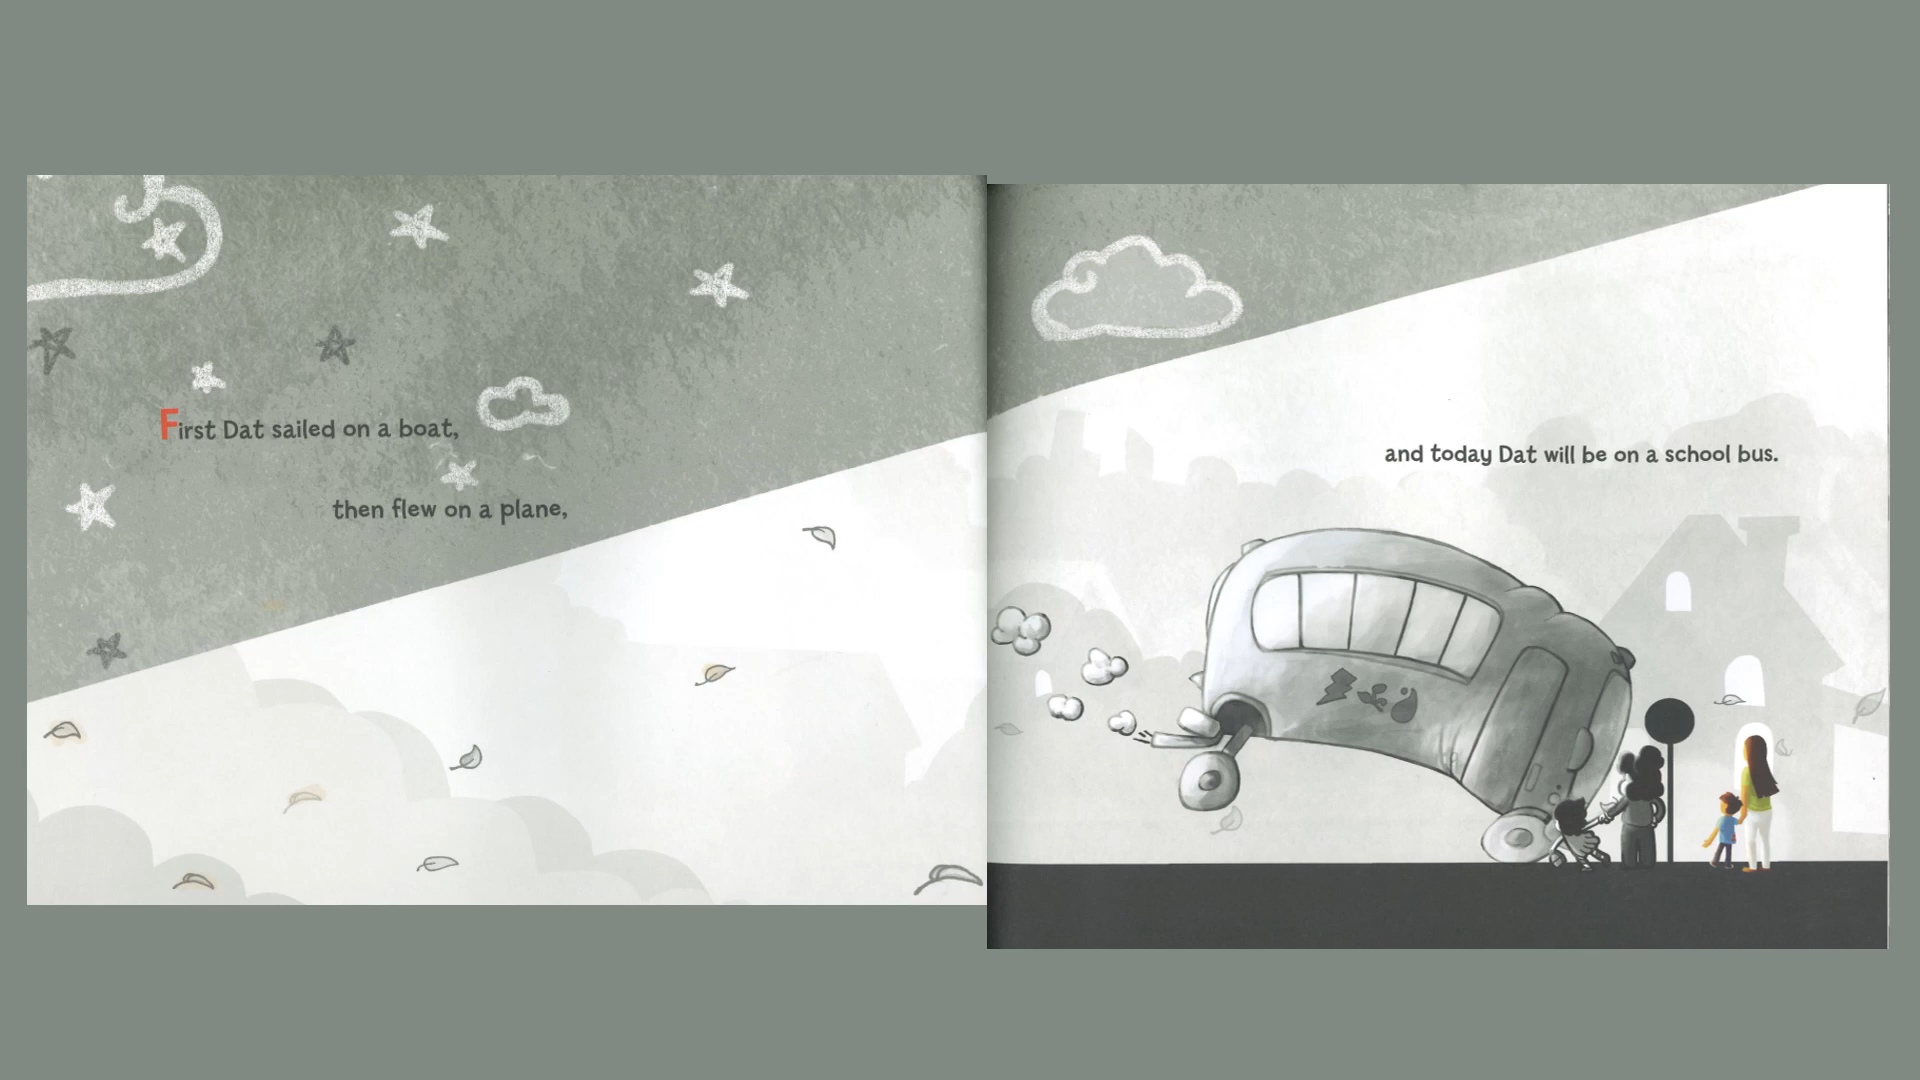 First Dat sailed on a boat,
then flew on a plane,
and today Dat will be on a school bus.